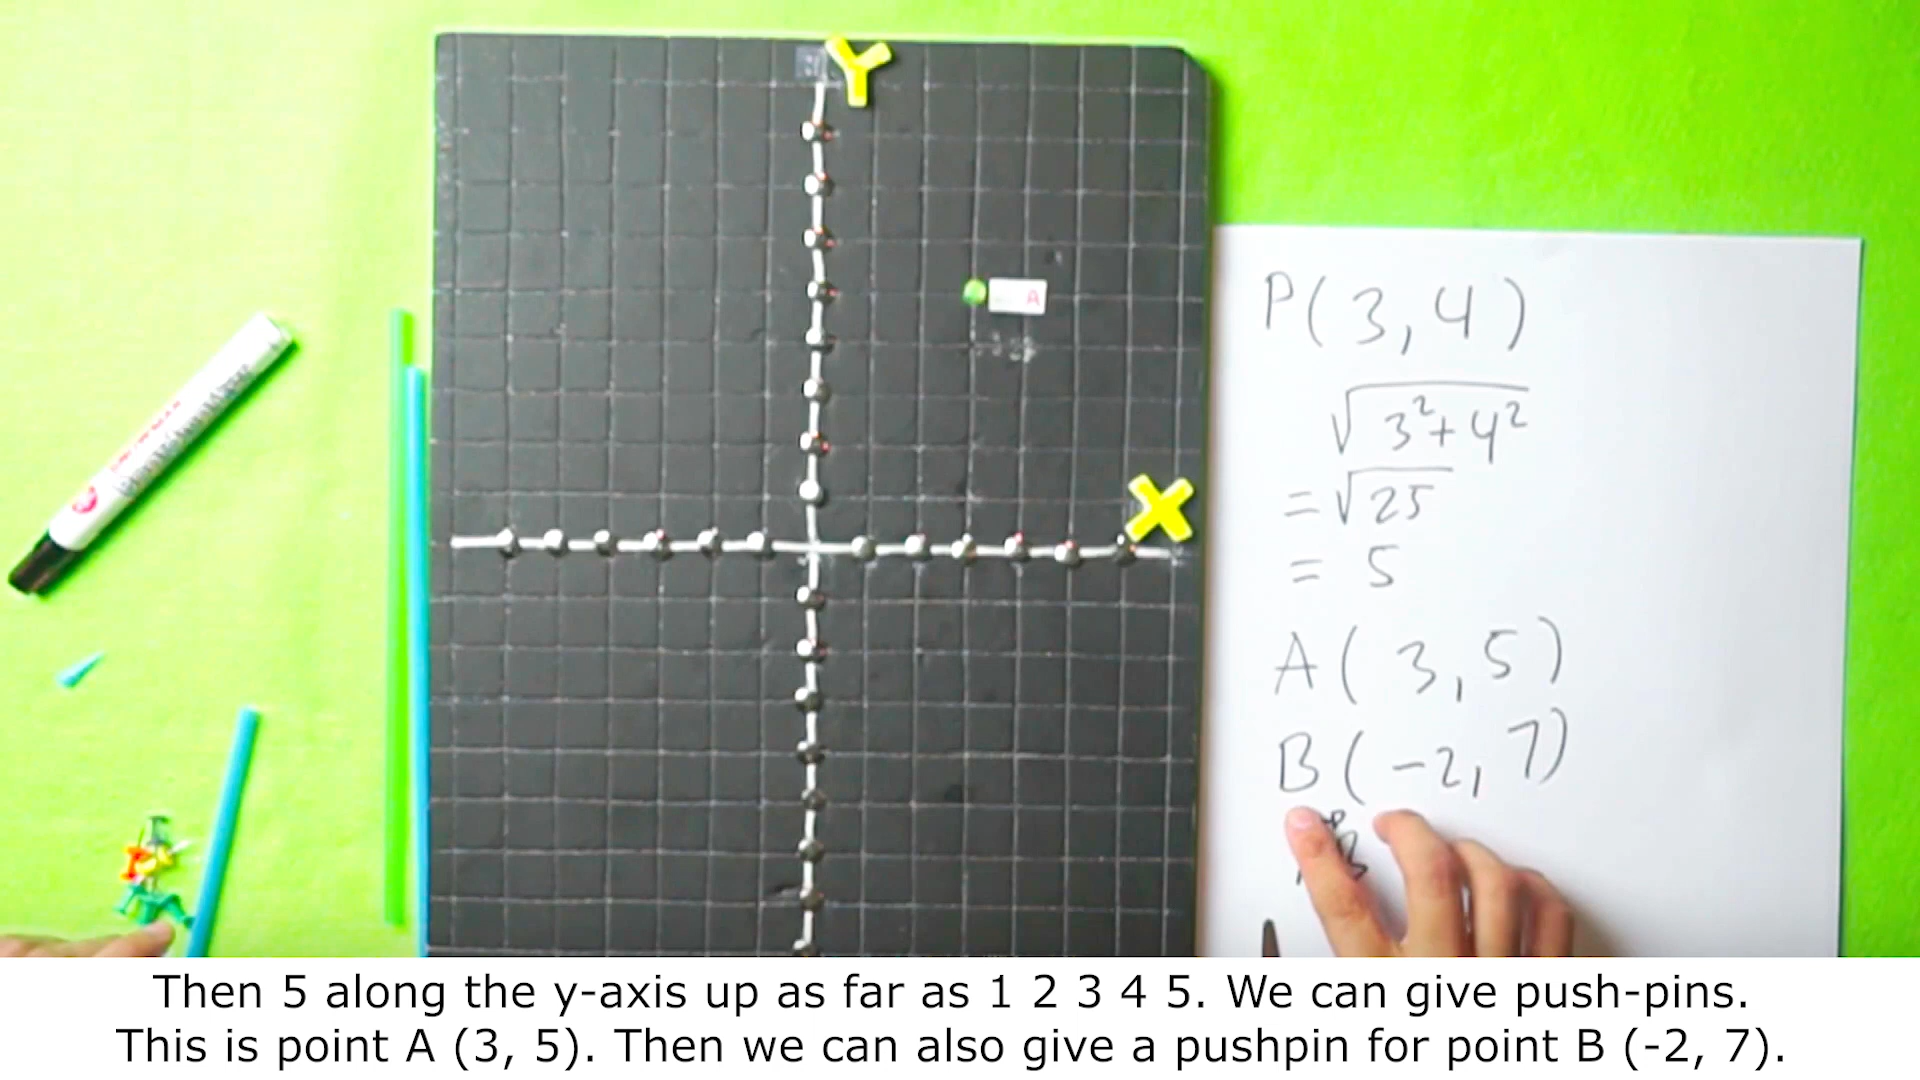 Y
A
X
P(3,4)
√3²+4²
=√25
= 5
A(3,5)
B(-2,7)
Then 5 along the y-axis up as far as 1 2 3 4 5. We can give push-pins.
This is point A (3, 5). Then we can also give a pushpin for point B (-2, 7).